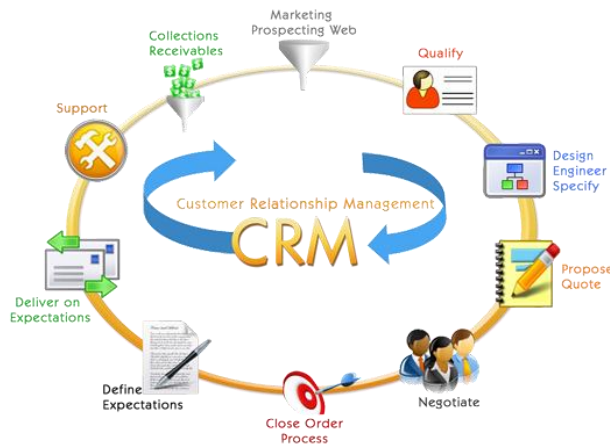 Marketing
Prospecting Web
Qualify
Design
Engineer
Specify
Propose
Quote
Negotiate
Close Order
Process
Define
Expectations
Deliver on
Expectations
Support
Collections
Receivables
Customer Relationship Management
CRM